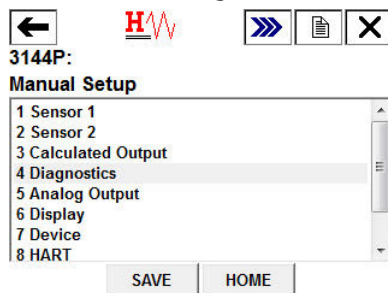 H
3144P:
Manual Setup
1 Sensor 1
2 Sensor 2
3 Calculated Output
4 Diagnostics
5 Analog Output
6 Display
7 Device
8 HART
SAVE HOME